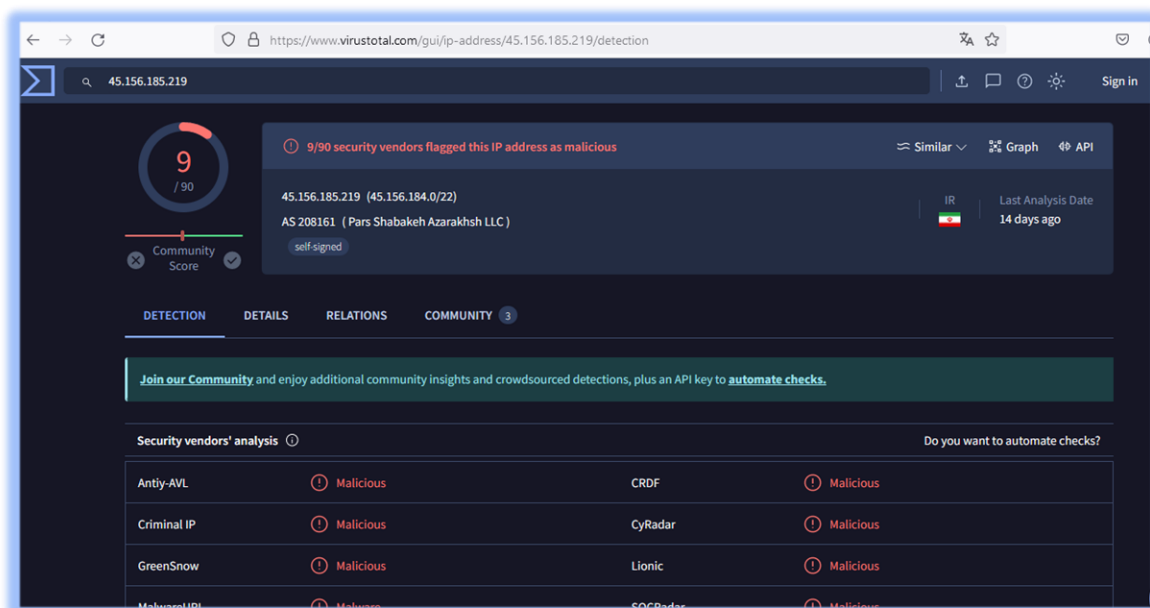 https://www.virustotal.com/gui/ip-address/45.156.185.219/detection
45.156.185.219
Sign in
9
/ 90
Community
Score
9/90 security vendors flagged this IP address as malicious
Similar
Graph
API
45.156.185.219 (45.156.184.0/22)
AS 208161 ( Pars Shabakeh Azarakhsh LLC )
self-signed
IR
Last Analysis Date
14 days ago
DETECTION DETAILS RELATIONS COMMUNITY 3
Join our Community and enjoy additional community insights and crowdsourced detections, plus an API key to automate checks.
Security vendors' analysis
Do you want to automate checks?
Antiy-AVL Malicious CRDF Malicious
Criminal IP Malicious CyRadar Malicious
GreenSnow Malicious Lionic Malicious
MalwareURL Malware SOCRadar Malicious